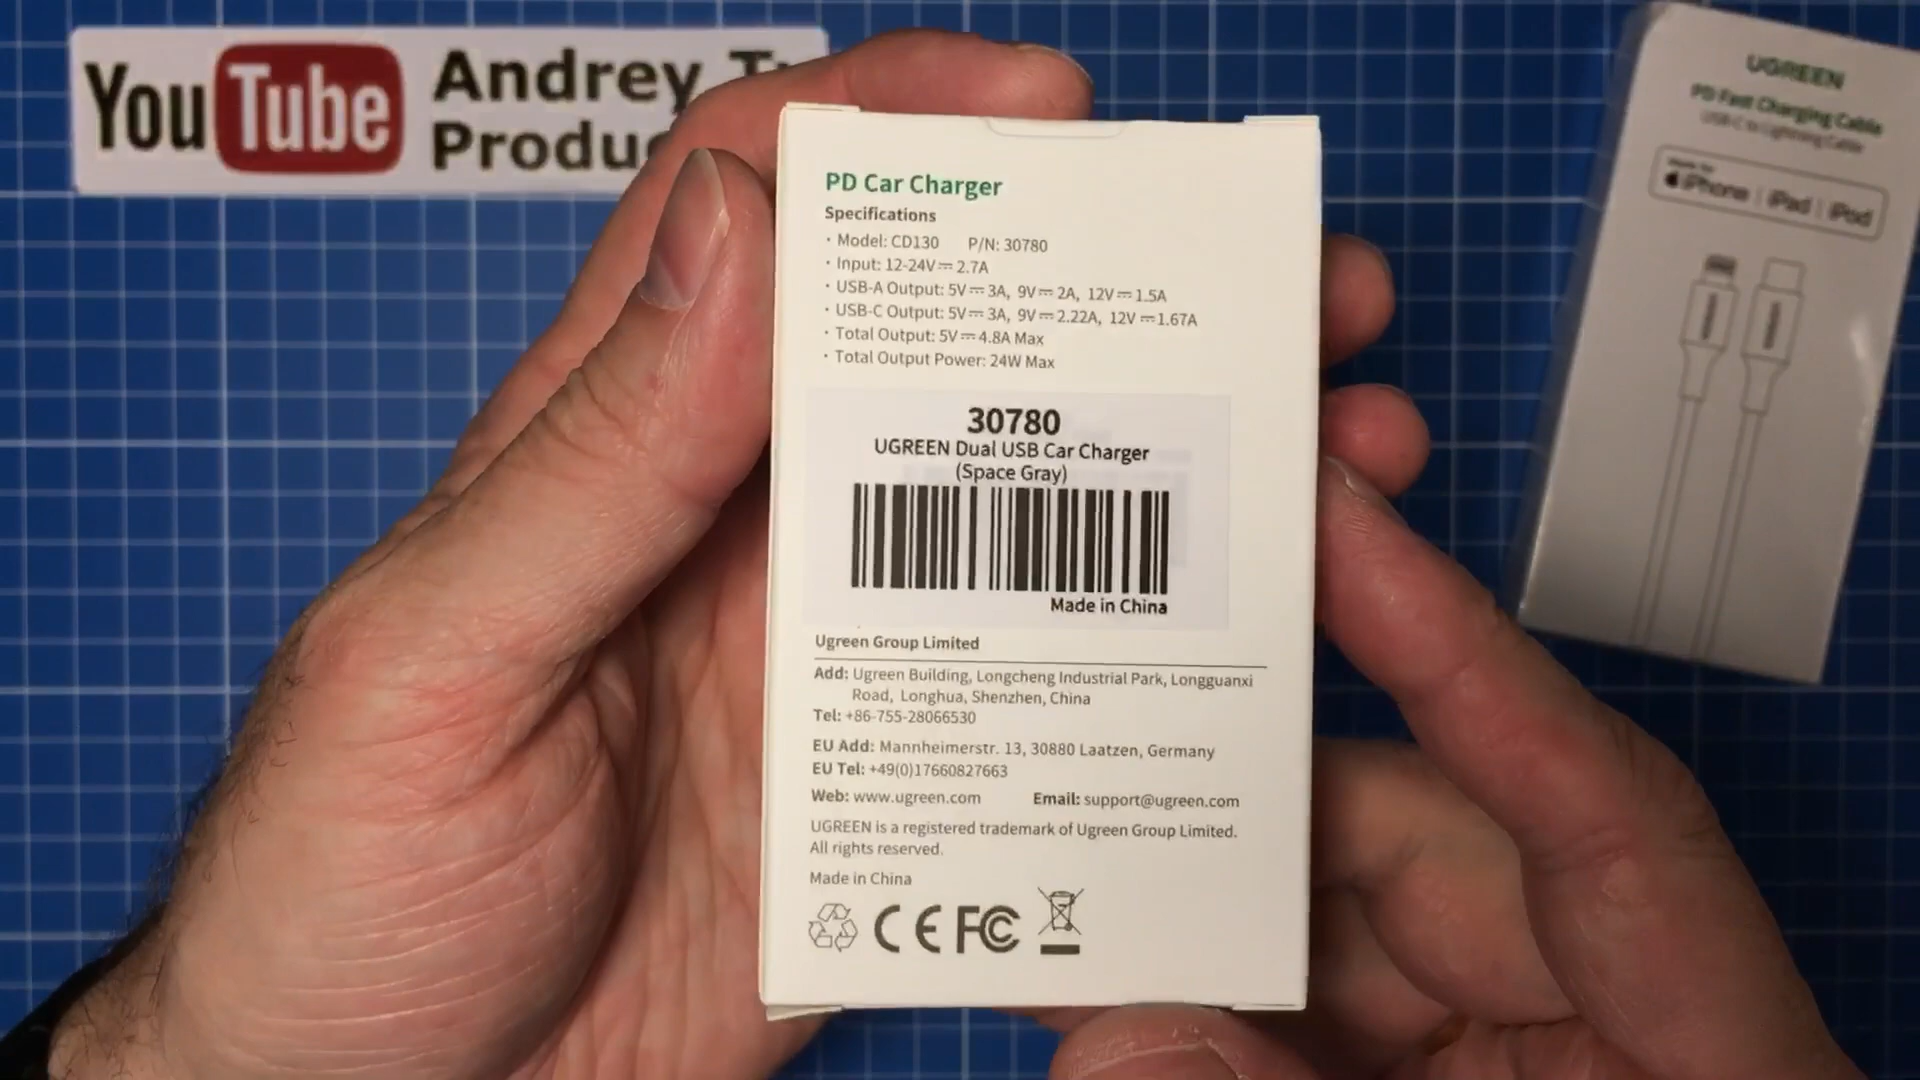 YouTube
Andrey
PD Car Charger
Specifications
· Model: CD130 P/N: 30780
· Input: 12-24V⎓2.7A
· USB-A Output: 5V⎓3A, 9V⎓2A, 12V⎓1.5A
· USB-C Output: 5V⎓3A, 9V⎓2.22A, 12V⎓1.67A
· Total Output: 5V⎓4.8A Max
· Total Output Power: 24W Max
30780
UGREEN Dual USB Car Charger
(Space Gray)
Made in China
Ugreen Group Limited
Add: Ugreen Building, Longcheng Industrial Park, Longguanxi
Road, Longhua, Shenzhen, China
Tel: +86-755-28066530
EU Add: Mannheimerstr. 13, 30880 Laatzen, Germany
EU Tel: +49(0)17660827663
Web: www.ugreen.com Email: support@ugreen.com
UGREEN is a registered trademark of Ugreen Group Limited.
All rights reserved.
Made in China
CE FC
UGREEN
PD Fast Charging Cable
USB-C to Lightning Cable
iPhone | iPad | iPod